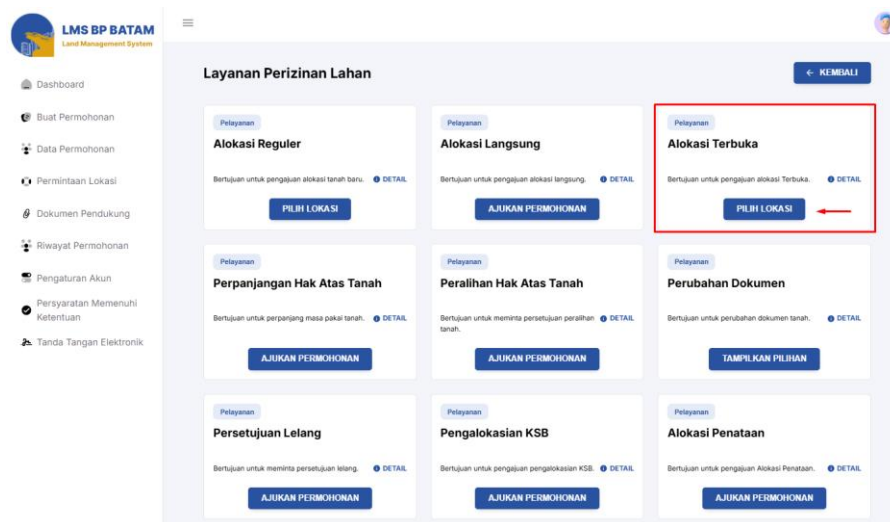 LMS BP BATAM
Land Management System
Dashboard
Buat Permohonan
Data Permohonan
Permintaan Lokasi
Dokumen Pendukung
Riwayat Permohonan
Pengaturan Akun
Persyaratan Memenuhi
Ketentuan
Tanda Tangan Elektronik
Layanan Perizinan Lahan
← KEMBALI
Pelayanan
Alokasi Reguler
Bertujuan untuk pengajuan alokasi tanah baru. DETAIL
PILIH LOKASI
Pelayanan
Alokasi Langsung
Bertujuan untuk pengajuan alokasi langsung. DETAIL
AJUKAN PERMOHONAN
Pelayanan
Alokasi Terbuka
Bertujuan untuk pengajuan alokasi Terbuka. DETAIL
PILIH LOKASI
Pelayanan
Perpanjangan Hak Atas Tanah
Bertujuan untuk perpanjang masa pakai tanah. DETAIL
AJUKAN PERMOHONAN
Pelayanan
Peralihan Hak Atas Tanah
Bertujuan untuk meminta persetujuan peralihan DETAIL
tanah.
AJUKAN PERMOHONAN
Pelayanan
Perubahan Dokumen
Bertujuan untuk perubahan dokumen tanah. DETAIL
TAMPILKAN PILIHAN
Pelayanan
Persetujuan Lelang
Bertujuan untuk meminta persetujuan lelang. DETAIL
AJUKAN PERMOHONAN
Pelayanan
Pengalokasian KSB
Bertujuan untuk pengajuan pengalokasian KSB. DETAIL
AJUKAN PERMOHONAN
Pelayanan
Alokasi Penataan
Bertujuan untuk pengajuan Alokasi Penataan. DETAIL
AJUKAN PERMOHONAN